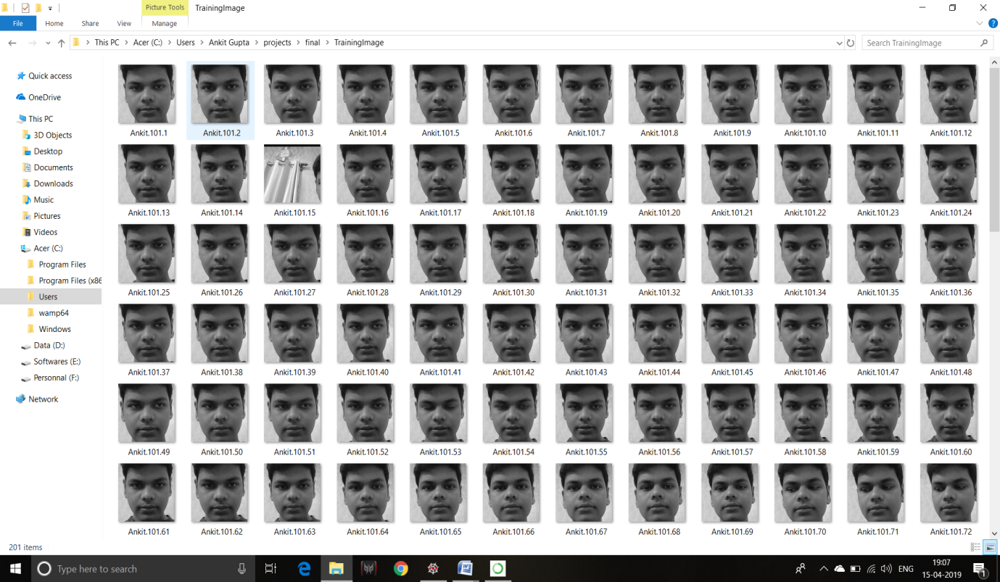 Picture Tools TrainingImage
File Home Share View Manage
This PC Acer (C:) Users Ankit Gupta projects final TrainingImage Search TrainingImage
Quick access
OneDrive
This PC
3D Objects
Desktop
Documents
Downloads
Music
Pictures
Videos
Acer (C:)
Program Files
Program Files (x86
Users
wamp64
Windows
Data (D:)
Softwares (E:)
Personnal (F:)
Network
Ankit.101.1 Ankit.101.2 Ankit.101.3 Ankit.101.4 Ankit.101.5 Ankit.101.6 Ankit.101.7 Ankit.101.8 Ankit.101.9 Ankit.101.10 Ankit.101.11 Ankit.101.12
Ankit.101.13 Ankit.101.14 Ankit.101.15 Ankit.101.16 Ankit.101.17 Ankit.101.18 Ankit.101.19 Ankit.101.20 Ankit.101.21 Ankit.101.22 Ankit.101.23 Ankit.101.24
Ankit.101.25 Ankit.101.26 Ankit.101.27 Ankit.101.28 Ankit.101.29 Ankit.101.30 Ankit.101.31 Ankit.101.32 Ankit.101.33 Ankit.101.34 Ankit.101.35 Ankit.101.36
Ankit.101.37 Ankit.101.38 Ankit.101.39 Ankit.101.40 Ankit.101.41 Ankit.101.42 Ankit.101.43 Ankit.101.44 Ankit.101.45 Ankit.101.46 Ankit.101.47 Ankit.101.48
Ankit.101.49 Ankit.101.50 Ankit.101.51 Ankit.101.52 Ankit.101.53 Ankit.101.54 Ankit.101.55 Ankit.101.56 Ankit.101.57 Ankit.101.58 Ankit.101.59 Ankit.101.60
Ankit.101.61 Ankit.101.62 Ankit.101.63 Ankit.101.64 Ankit.101.65 Ankit.101.66 Ankit.101.67 Ankit.101.68 Ankit.101.69 Ankit.101.70 Ankit.101.71 Ankit.101.72
201 items
Type here to search ENG 19:07
15-04-2019 1